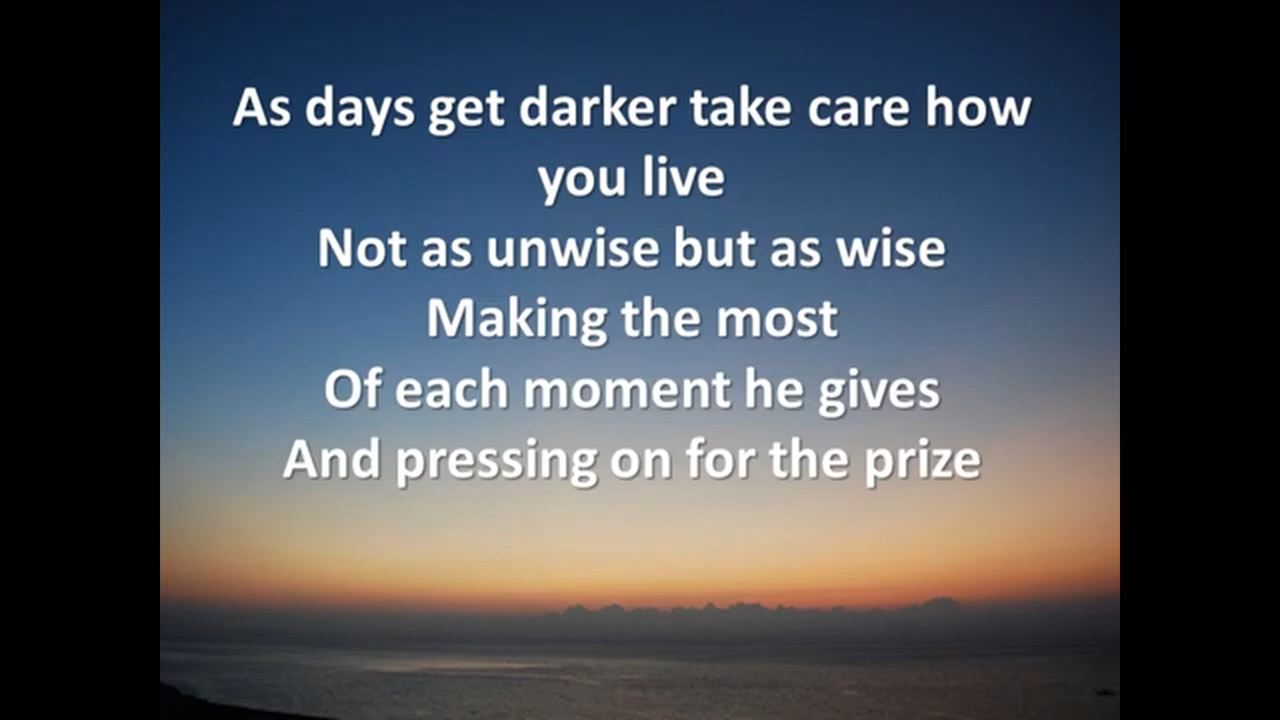 As days get darker take care how
you live
Not as unwise but as wise
Making the most
Of each moment he gives
And pressing on for the prize